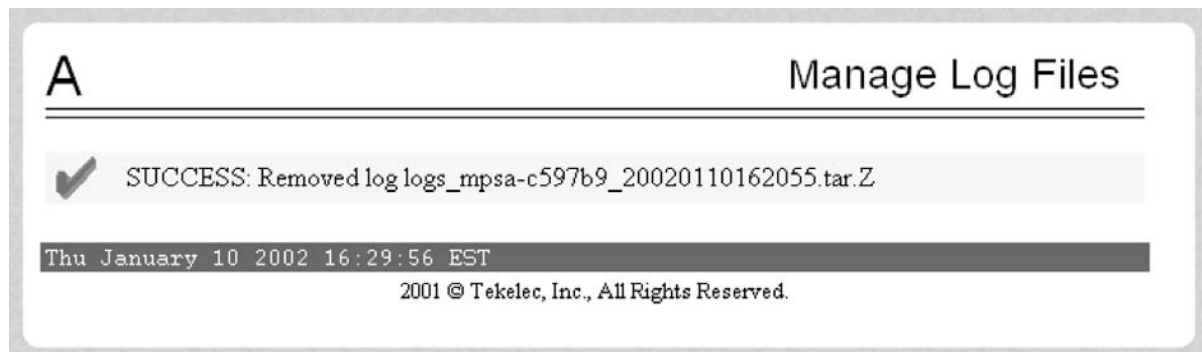 A
Manage Log Files
SUCCESS: Removed log logs_mpsa-c597b9_20020110162055.tar.Z
Thu January 10 2002 16:29:56 EST
2001 © Tekelec, Inc., All Rights Reserved.